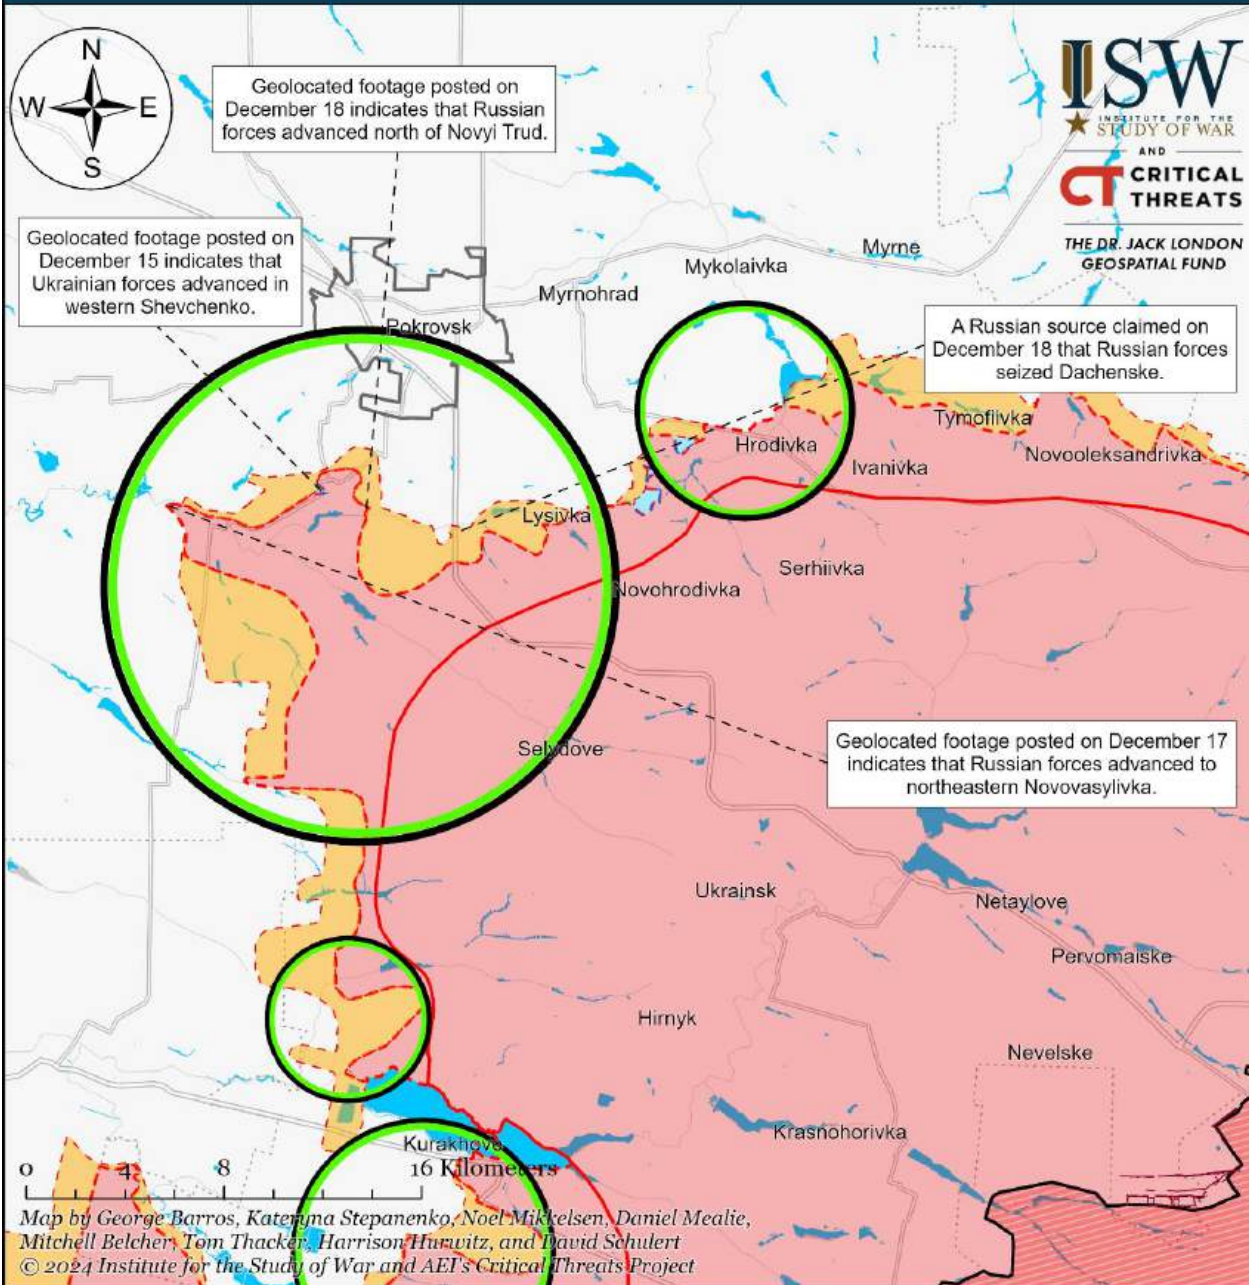 N
W
E
S
Geolocated footage posted on
December 18 indicates that Russian
forces advanced north of Novyi Trud.
ISW
INSTITUTE FOR THE
STUDY OF WAR
AND
CT CRITICAL
THREATS
THE DR. JACK LONDON
GEOSPATIAL FUND
Geolocated footage posted on
December 15 indicates that
Ukrainian forces advanced in
western Shevchenko.
Myrne
Mykolaivka
Myrnohrad
Pokrovsk
A Russian source claimed on
December 18 that Russian forces
seized Dachenske.
Tymofiivka
Hrodivka
Novooleksandrivka
Ivanivka
Lysivka
Serhiivka
Novohrodivka
Selydove
Geolocated footage posted on December 17
indicates that Russian forces advanced to
northeastern Novovasylivka.
Ukrainsk
Netaylove
Pervomaiske
Hirnyk
Nevelske
Krasnohorivka
Kurakhove
0 4 8 16 Kilometers
Map by George Barros, Kateryna Stepanenko, Noel Mikkelsen, Daniel Mealie,
Mitchell Belcher, Tom Thacker, Harrison Hurwitz, and David Schulert
© 2024 Institute for the Study of War and AEI's Critical Threats Project